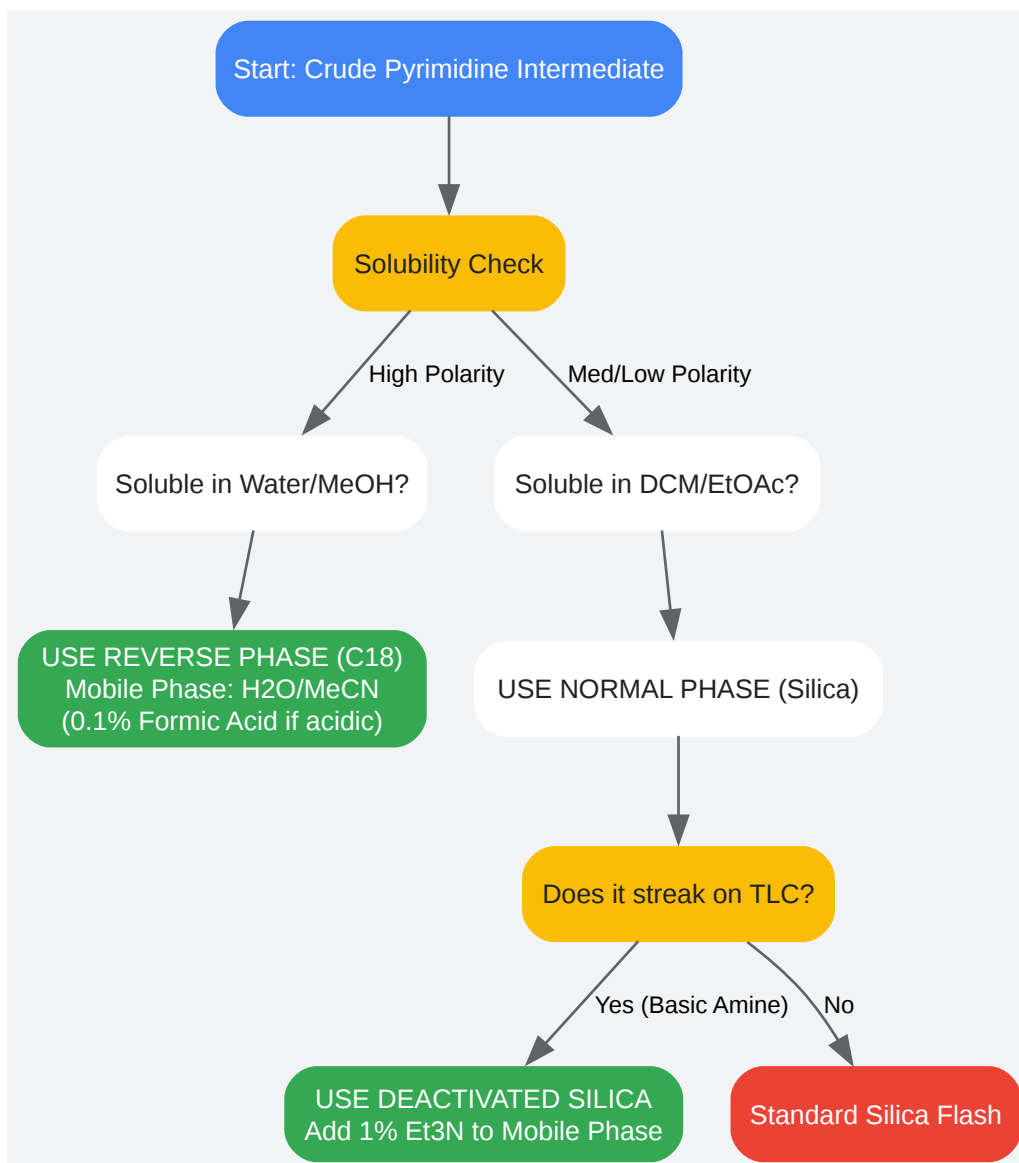 Start: Crude Pyrimidine Intermediate
Solubility Check
High Polarity
Med/Low Polarity
Soluble in Water/MeOH?
Soluble in DCM/EtOAc?
USE REVERSE PHASE (C18)
Mobile Phase: H2O/MeCN
(0.1% Formic Acid if acidic)
USE NORMAL PHASE (Silica)
Does it streak on TLC?
Yes (Basic Amine)
No
USE DEACTIVATED SILICA
Add 1% Et3N to Mobile Phase
Standard Silica Flash